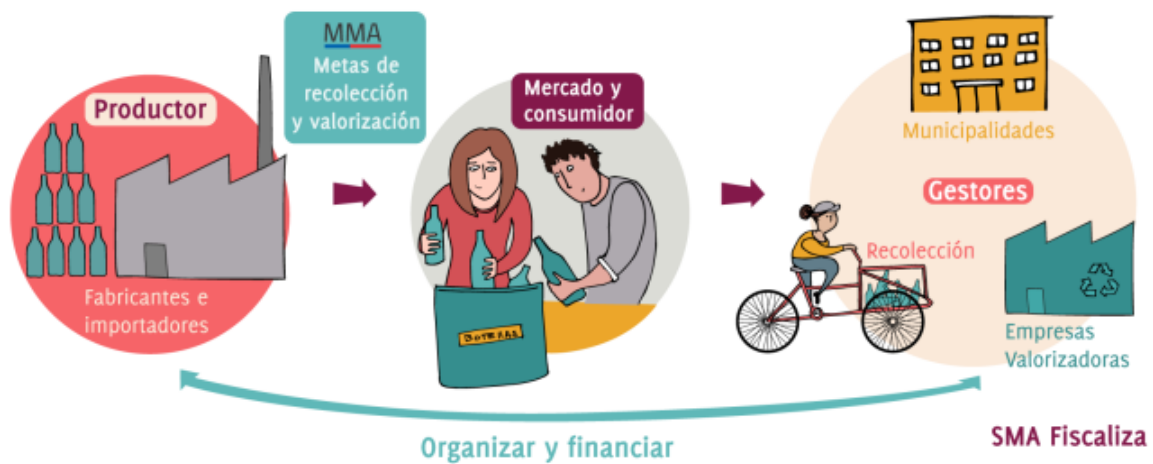 Productor
Fabricantes e
importadores
MMA
Metas de
recolección
y valorización
Mercado y
consumidor
BOTELLAS
Municipalidades
Gestores
Recolección
Empresas
Valorizadoras
Organizar y financiar
SMA Fiscaliza